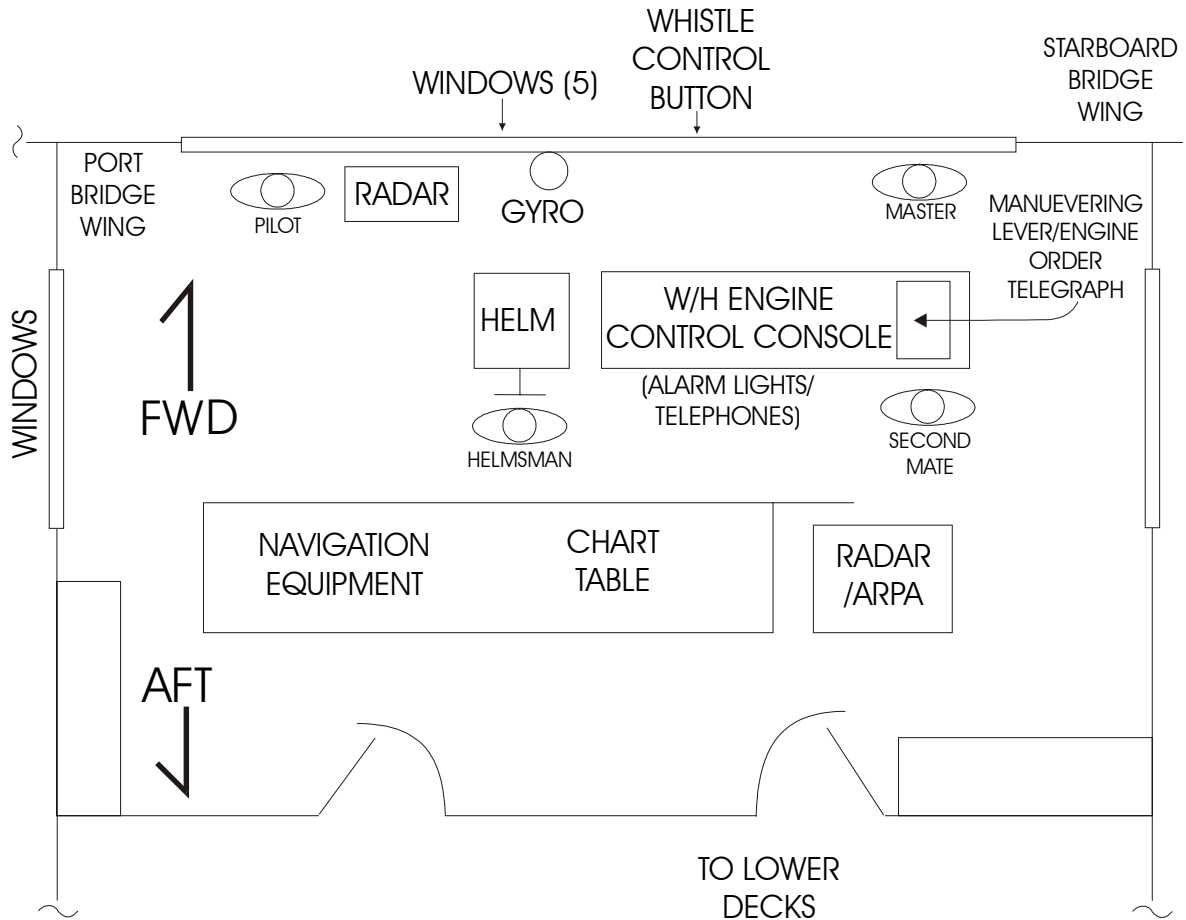 WHISTLE
CONTROL
BUTTON
WINDOWS (5)
STARBOARD
BRIDGE
WING
PORT
BRIDGE
WING
PILOT
RADAR
GYRO
MASTER
MANUEVERING
LEVER/ENGINE
ORDER
TELEGRAPH
WINDOWS
FWD
HELM
W/H ENGINE
CONTROL CONSOLE
(ALARM LIGHTS/
TELEPHONES)
HELMSMAN
SECOND
MATE
NAVIGATION
EQUIPMENT
CHART
TABLE
RADAR
/ARPA
AFT
TO LOWER
DECKS